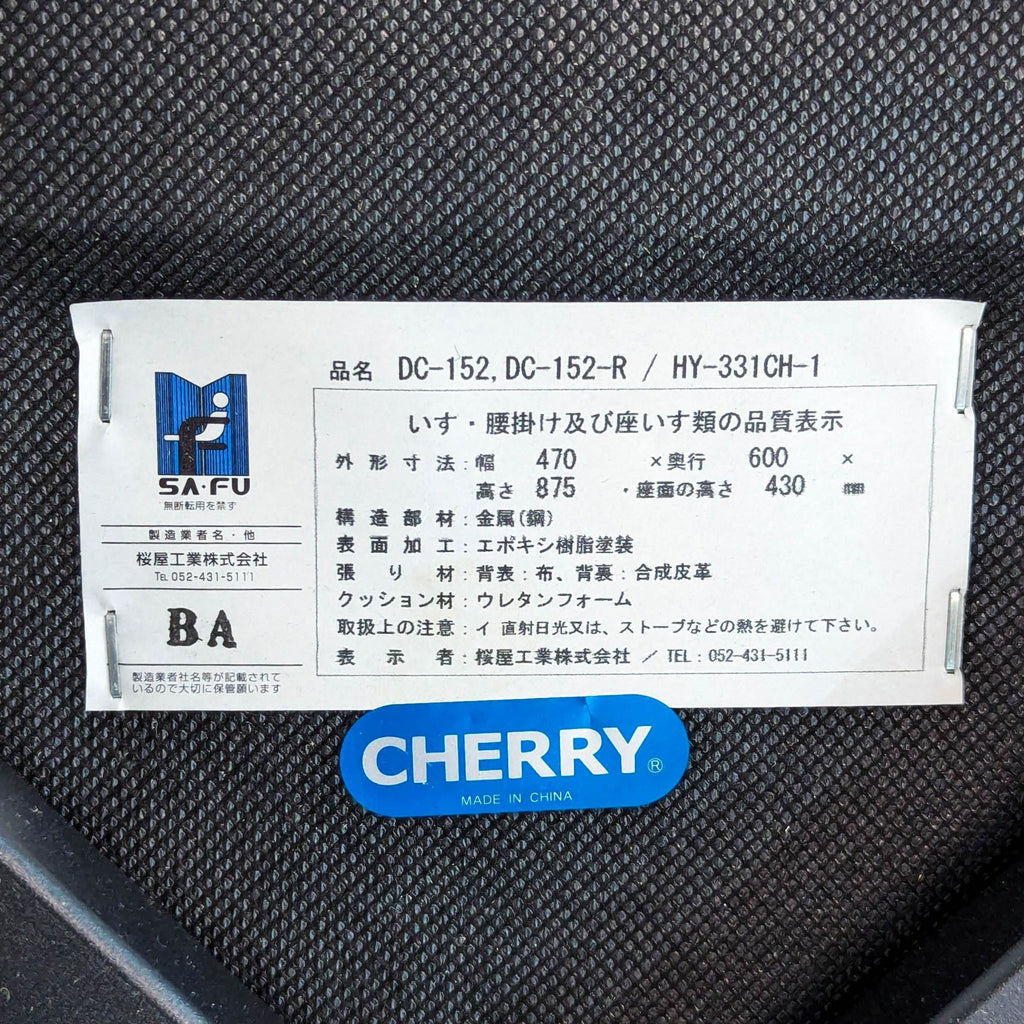 SA・FU
無断転用を禁ず
製造業者名・他
桜屋工業株式会社
TEL 052-431-5111
BA
製造業者社名等が記載されて
いるので大切に保管願います
品名 DC-152, DC-152-R / HY-331CH-1
いす・腰掛け及び座いす類の品質表示
外形寸法：幅 470 ×奥行 600 ×
高さ 875 ・座面の高さ 430 mm
構造部材：金属(鋼)
表面加工：エポキシ樹脂塗装
張り材：背表：布、背裏：合成皮革
クッション材：ウレタンフォーム
取扱上の注意：イ 直射日光又は、ストーブなどの熱を避けて下さい。
表示者：桜屋工業株式会社 / TEL：052-431-5111
CHERRY®
MADE IN CHINA